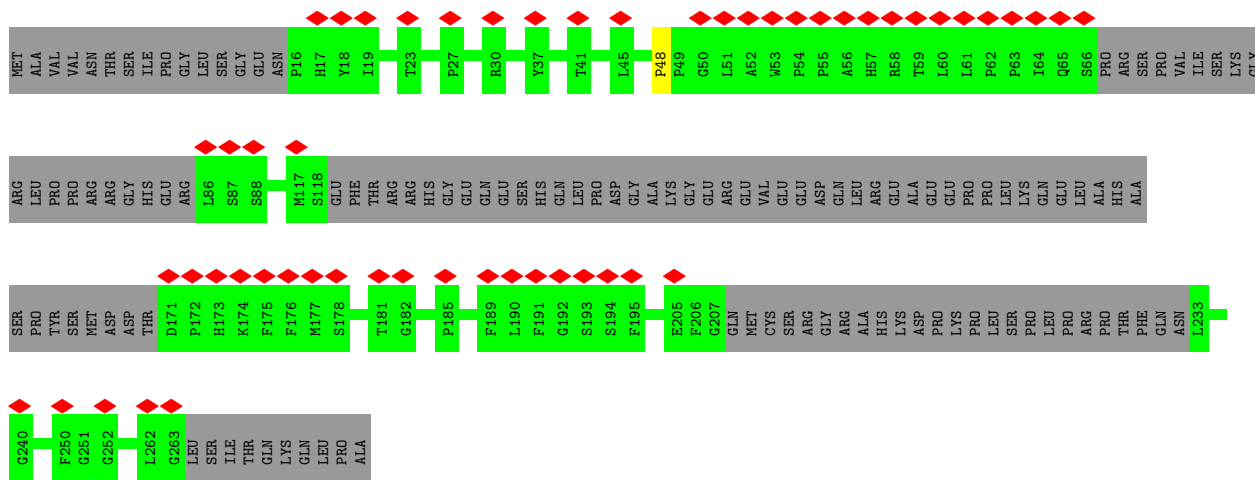 MET ALA VAL VAL ASN THR SER ILE PRO GLY LEU SER GLY GLU ASN P16 H17 Y18 I19 T23 P27 R30 Y37 T41 L45 P48 P49 G50 L51 A52 W53 P54 P55 A56 H57 R58 T59 L60 L61 P62 P63 I64 Q65 S66 PRO ARG SER PRO VAL ILE SER LYS GLY
ARG LEU PRO PRO ARG ARG GLY HIS GLU ARG L86 S87 S88 M117 S118 GLU PHE THR ARG ARG HIS GLY GLU GLN GLU SER HIS GLN LEU PRO ASP GLY ALA LYS GLY GLU ARG GLU VAL GLU GLU ASP GLN LEU ARG GLU ALA GLU GLU PRO PRO LEU LYS GLN GLU LEU ALA HIS ALA
SER PRO TYR SER MET ASP ASP THR D171 P172 H173 K174 F175 F176 M177 S178 T181 G182 P185 F189 L190 F191 G192 S193 S194 F195 E205 F206 G207 GLN MET CYS SER ARG GLY ARG ALA HIS LYS ASP PRO LYS PRO LEU SER PRO LEU PRO ARG PRO THR PHE GLN ASN L233
G240 F250 G251 G252 L262 G263 LEU SER ILE THR GLN LYS GLN LEU PRO ALA